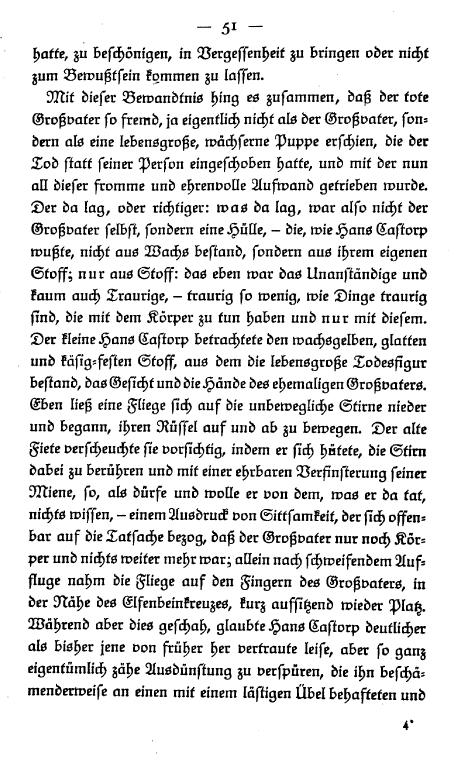 — 51 —
hatte, zu beschönigen, in Vergessenheit zu bringen oder nicht
zum Bewußtsein kommen zu lassen.
Mit dieser Bewandtnis hing es zusammen, daß der tote
Großvater so fremd, ja eigentlich nicht als der Großvater, son-
dern als eine lebensgroße, wächserne Puppe erschien, die der
Tod statt seiner Person eingeschoben hatte, und mit der nun
all dieser fromme und ehrenvolle Aufwand getrieben wurde.
Der da lag, oder richtiger: was da lag, war also nicht der
Großvater selbst, sondern eine Hülle, – die, wie Hans Castorp
wußte, nicht aus Wachs bestand, sondern aus ihrem eigenen
Stoff; nur aus Stoff: das eben war das Unanständige und
kaum auch Traurige, – traurig so wenig, wie Dinge traurig
sind, die mit dem Körper zu tun haben und nur mit diesem.
Der kleine Hans Castorp betrachtete den wachsgelben, glatten
und käsig-festen Stoff, aus dem die lebensgroße Todesfigur
bestand, das Gesicht und die Hände des ehemaligen Großvaters.
Eben ließ eine Fliege sich auf die unbewegliche Stirne nieder
und begann, ihren Rüssel auf und ab zu bewegen. Der alte
Fiete verscheuchte sie vorsichtig, indem er sich hütete, die Stirn
dabei zu berühren und mit einer ehrbaren Verfinsterung seiner
Miene, so, als dürfe und wolle er von dem, was er da tat,
nichts wissen, – einem Ausdruck von Sittsamkeit, der sich offen-
bar auf die Tatsache bezog, daß der Großvater nur noch Kör-
per und nichts weiter mehr war; allein nach schweifendem Auf-
fluge nahm die Fliege auf den Fingern des Großvaters, in
der Nähe des Elfenbeinkreuzes, kurz aufsitzend wieder Platz.
Während aber dies geschah, glaubte Hans Castorp deutlicher
als bisher jene von früher her vertraute leise, aber so ganz
eigentümlich zähe Ausdünstung zu verspüren, die ihn beschä-
menderweise an einen mit einem lästigen Übel behafteten und
4*